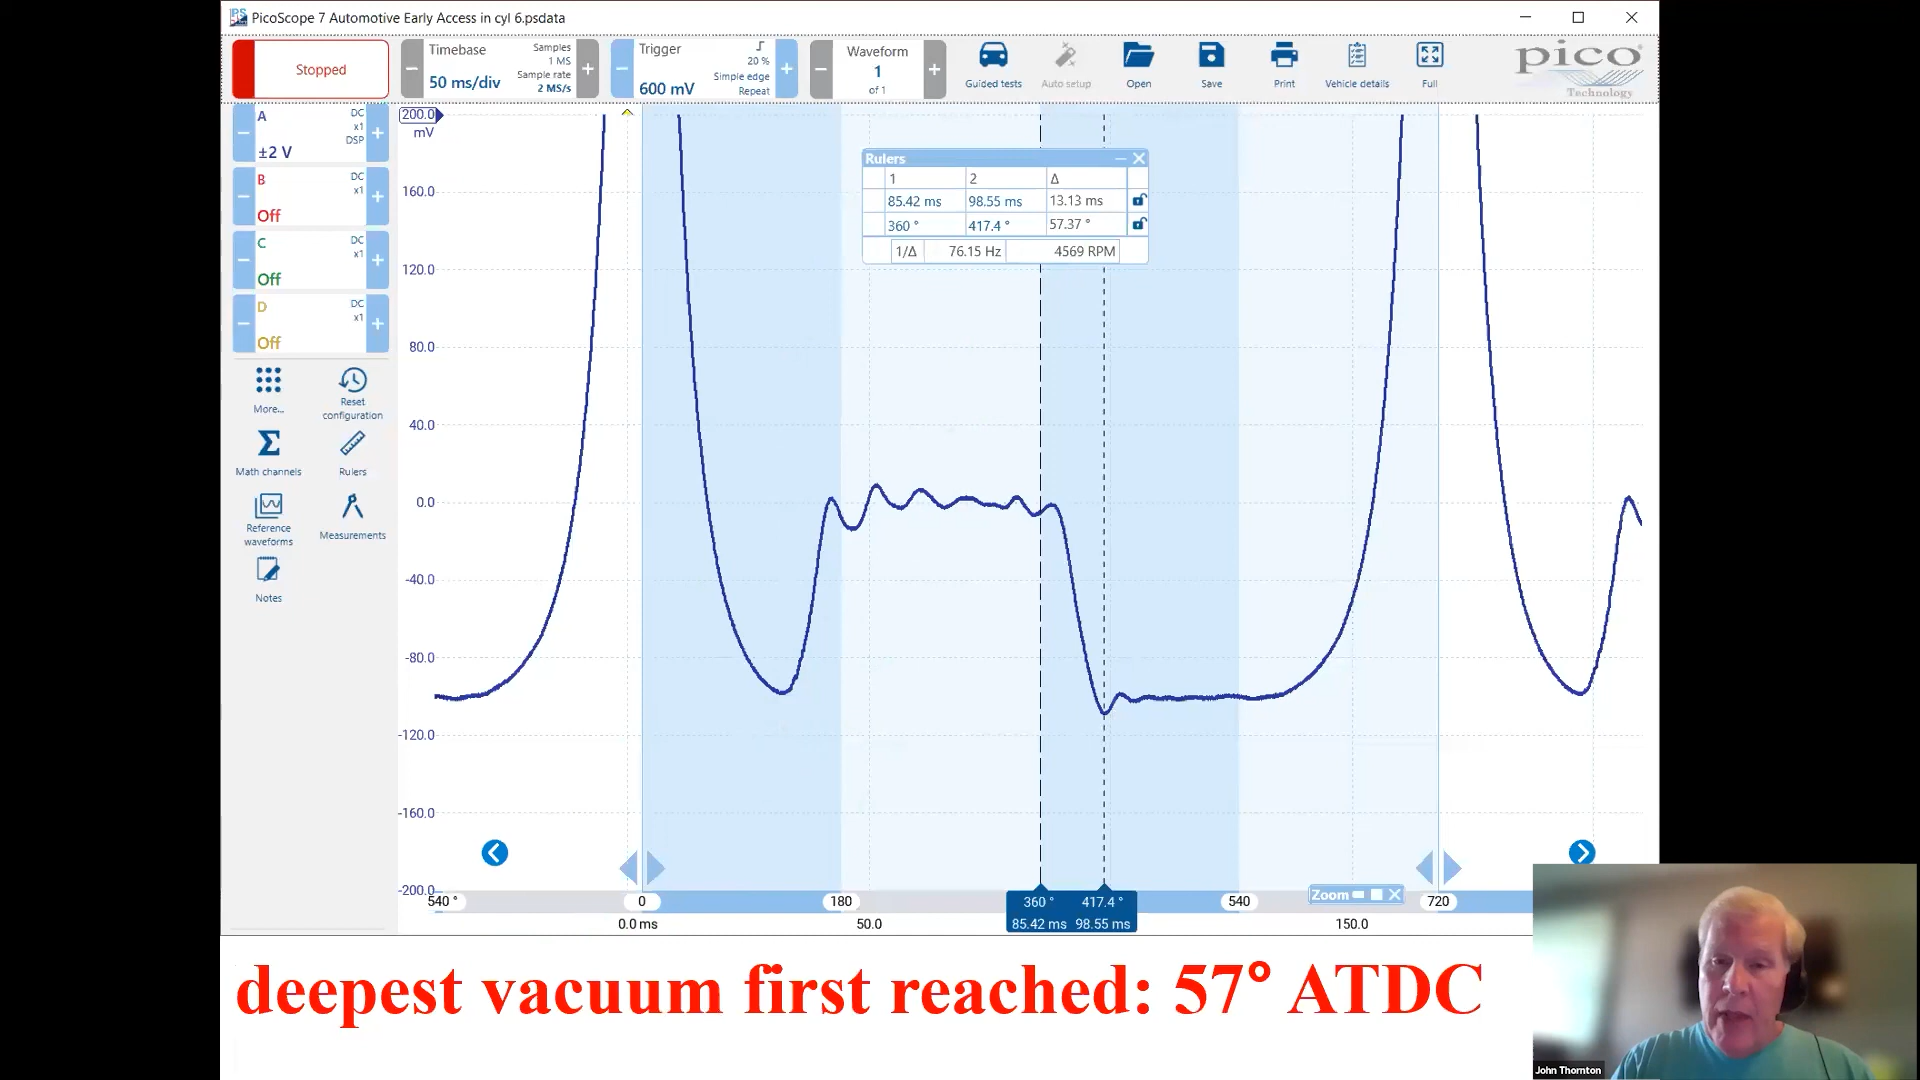 PicoScope 7 Automotive Early Access in cyl 6.psdata
Stopped
Timebase
50 ms/div
Samples
1 MS
Sample rate
2 MS/s
Trigger
600 mV
20 %
Simple edge
Repeat
Waveform
1
of 1
Guided tests
Auto setup
Open
Save
Print
Vehicle details
Full
pico
Technology
A
DC
x1
DSP
±2 V
B
DC
x1
Off
C
DC
x1
Off
D
DC
x1
Off
More...
Reset configuration
Math channels
Rulers
Reference waveforms
Measurements
Notes
200.0
mV
160.0
120.0
80.0
40.0
0.0
-40.0
-80.0
-120.0
-160.0
-200.0
Rulers
1 2 Δ
85.42 ms 98.55 ms 13.13 ms
360 ° 417.4 ° 57.37 °
1/Δ 76.15 Hz 4569 RPM
Zoom
540 ° 0 180 360 ° 417.4 ° 540 720
0.0 ms 50.0 85.42 ms 98.55 ms 150.0
deepest vacuum first reached: 57° ATDC
John Thornton